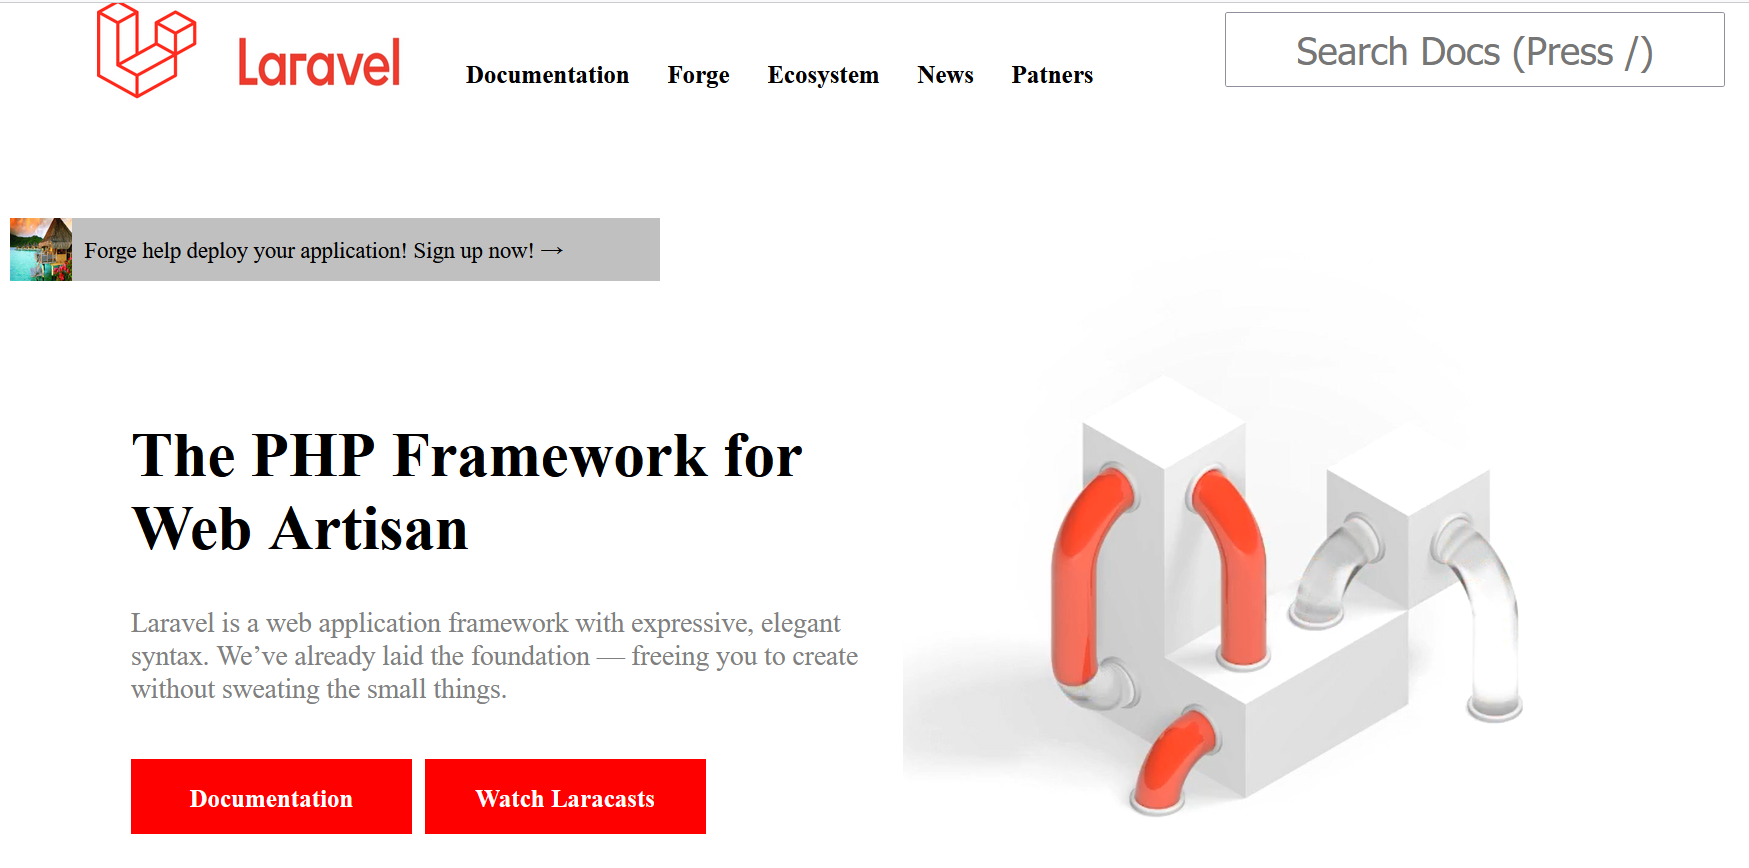 Laravel
Documentation Forge Ecosystem News Patners
Search Docs (Press /)
Forge help deploy your application! Sign up now! →
The PHP Framework for
Web Artisan
Laravel is a web application framework with expressive, elegant
syntax. We’ve already laid the foundation — freeing you to create
without sweating the small things.
Documentation
Watch Laracasts